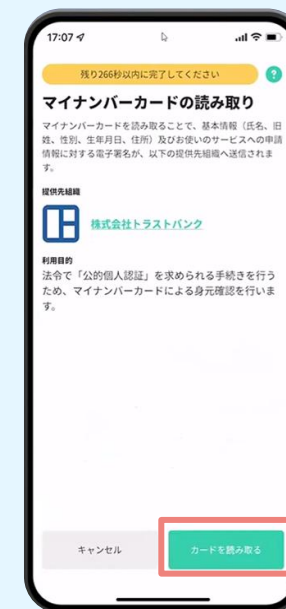 17:07
残り266秒以内に完了してください
?
マイナンバーカードの読み取り
マイナンバーカードを読み取ることで、基本情報（氏名、旧
姓、性別、生年月日、住所）及びお使いのサービスへの申請
情報に対する電子署名が、以下の提供先組織へ送信されま
す。
提供先組織
株式会社トラストバンク
利用目的
法令で「公的個人認証」を求められる手続きを行う
ため、マイナンバーカードによる身元確認を行いま
す。
キャンセル
カードを読み取る